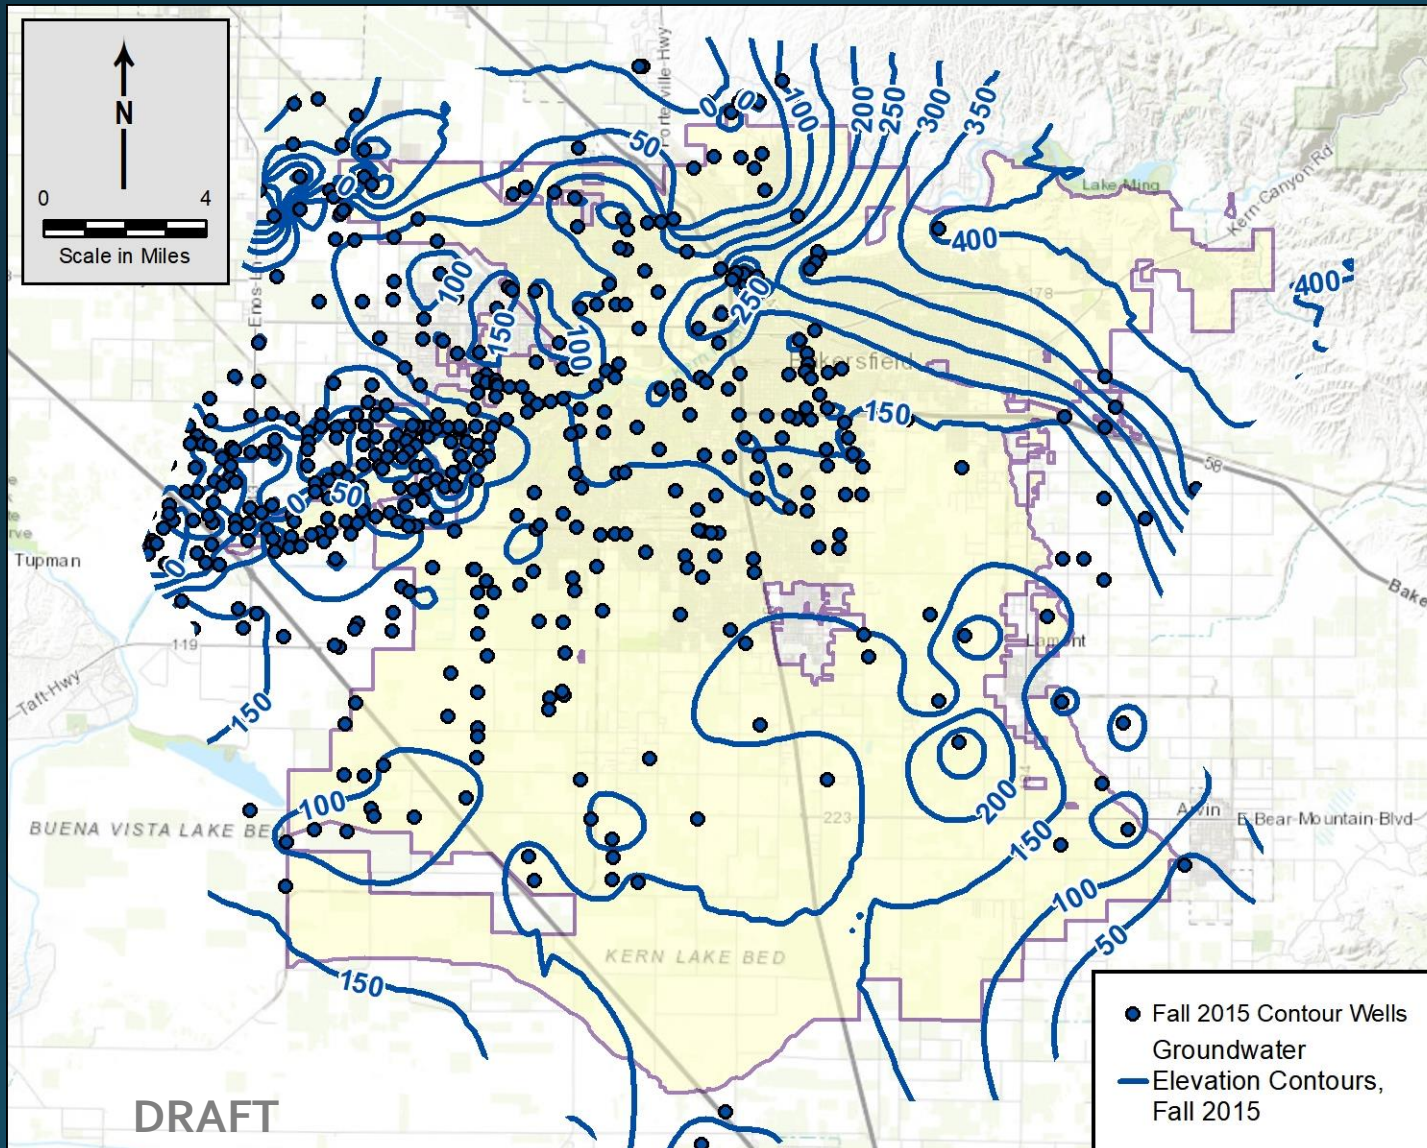 N
0
4
Scale in Miles
Porterville-Hwy
0
0
100
200
250
300
350
50
0
Lake Ming
Kern-Canyon-Rd
400
400
178
100
250
150
100
Bakersfield
150
58
0
50
Tupman
0
119
Taft-Hwy
150
Lamont
100
BUENA VISTA LAKE BED
223
200
Arvin
E-Bear-Mountain-Blvd
150
100
50
KERN LAKE BED
150
Fall 2015 Contour Wells
Groundwater
Elevation Contours,
Fall 2015
DRAFT